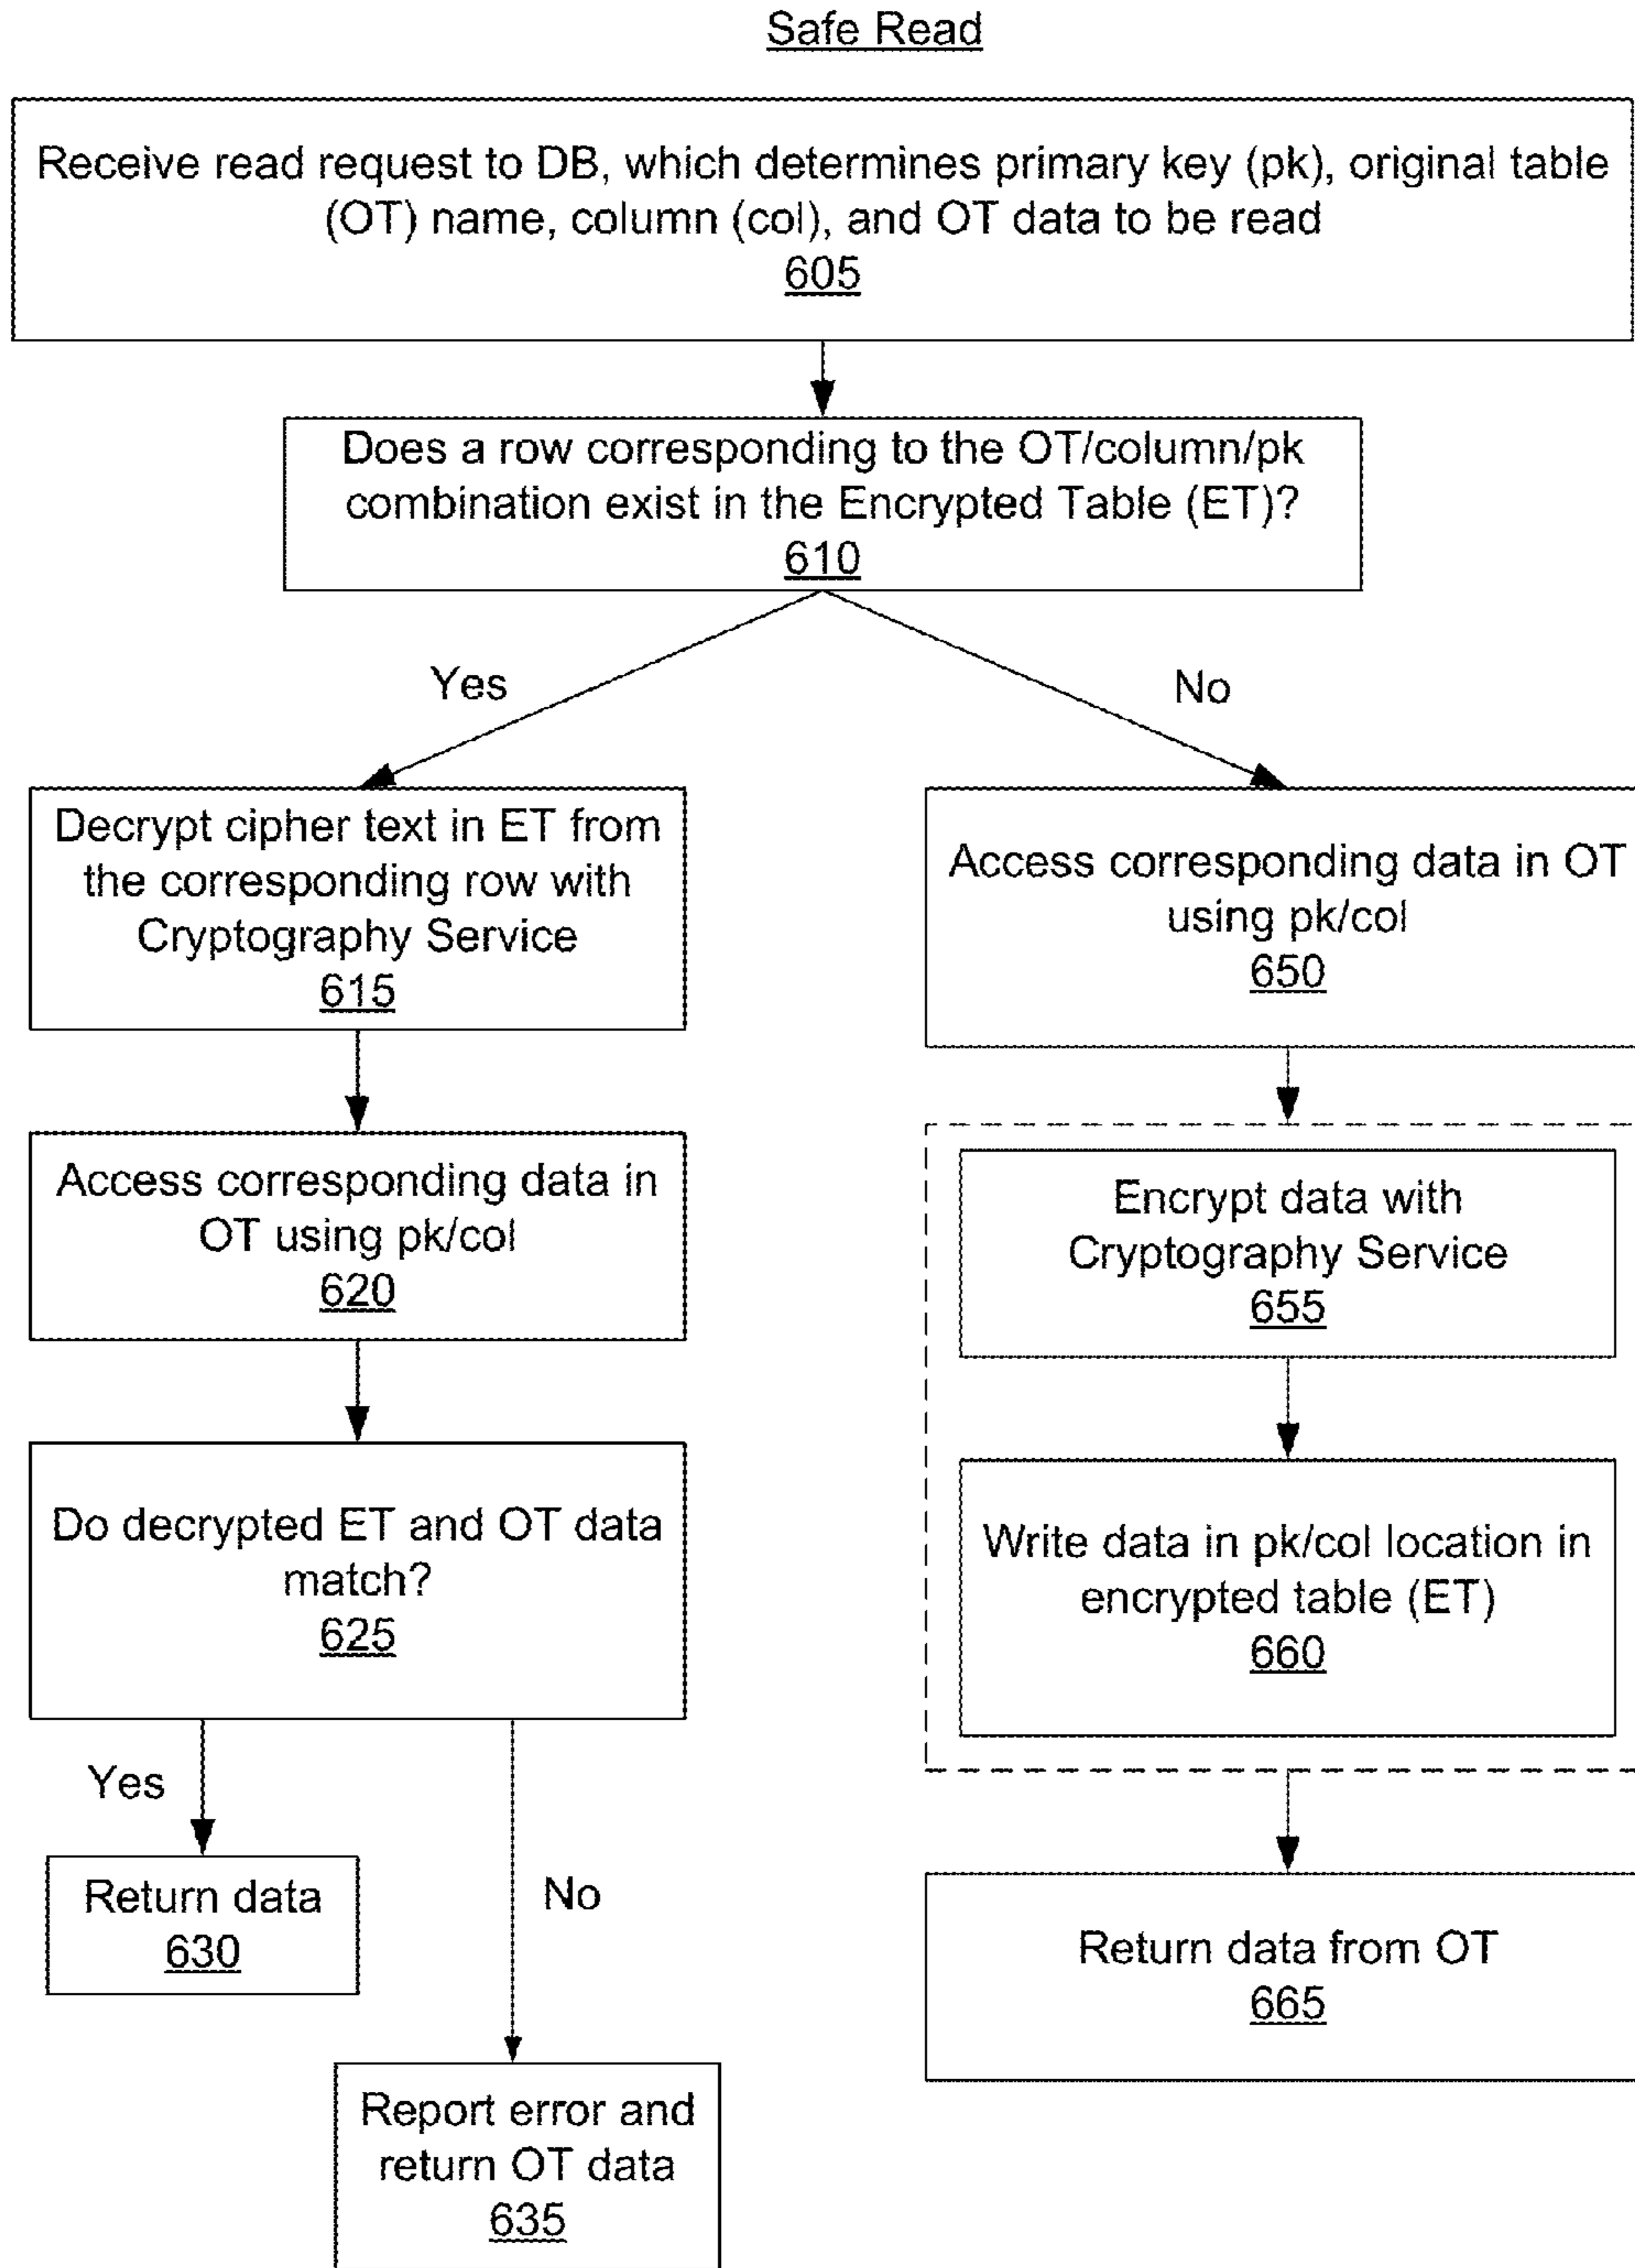 Safe Read
Receive read request to DB, which determines primary key (pk), original table
(OT) name, column (col), and OT data to be read
605
Does a row corresponding to the OT/column/pk
combination exist in the Encrypted Table (ET)?
610
Yes
No
Decrypt cipher text in ET from
the corresponding row with
Cryptography Service
615
Access corresponding data in OT
using pk/col
650
Access corresponding data in
OT using pk/col
620
Encrypt data with
Cryptography Service
655
Do decrypted ET and OT data
match?
625
Write data in pk/col location in
encrypted table (ET)
660
Yes
No
Return data
630
Return data from OT
665
Report error and
return OT data
635